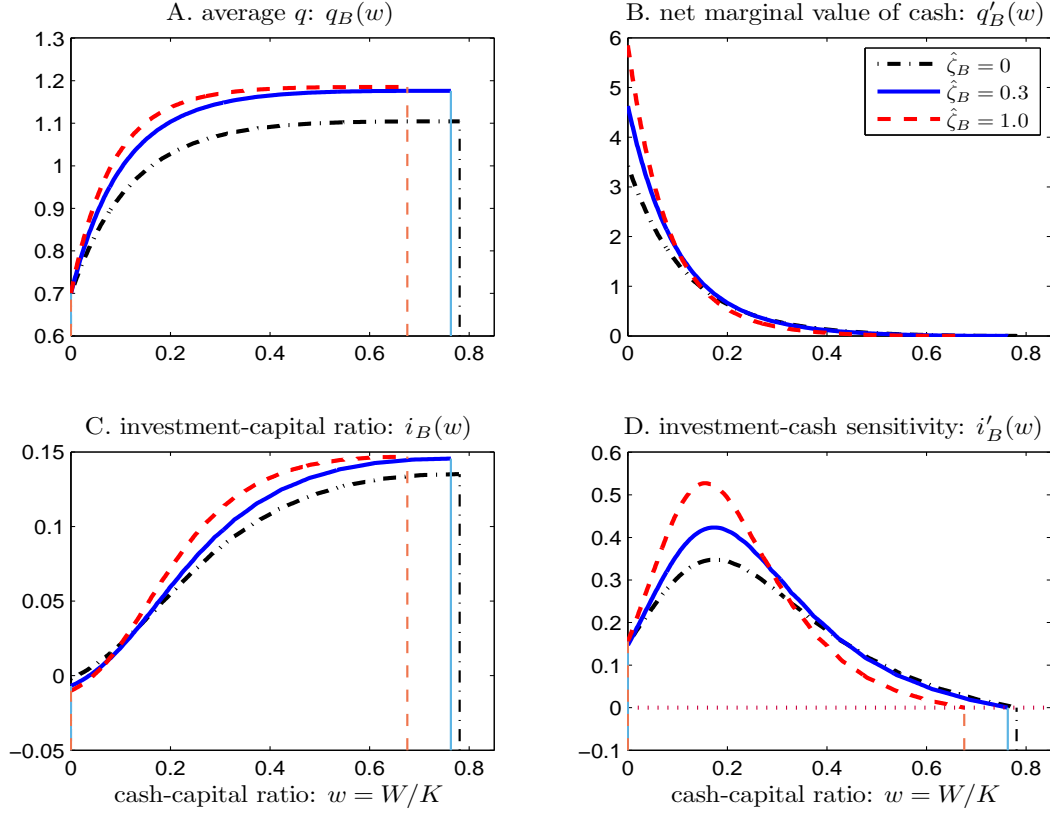 A. average q: q_B(w)
1.3
1.2
1.1
1
0.9
0.8
0.7
0.6
0 0.2 0.4 0.6 0.8
B. net marginal value of cash: q′_B(w)
6
5
4
3
2
1
0
0 0.2 0.4 0.6 0.8
ζ̂_B = 0
ζ̂_B = 0.3
ζ̂_B = 1.0
C. investment-capital ratio: i_B(w)
0.15
0.1
0.05
0
−0.05
0 0.2 0.4 0.6 0.8
cash-capital ratio: w = W/K
D. investment-cash sensitivity: i′_B(w)
0.6
0.5
0.4
0.3
0.2
0.1
0
−0.1
0 0.2 0.4 0.6 0.8
cash-capital ratio: w = W/K